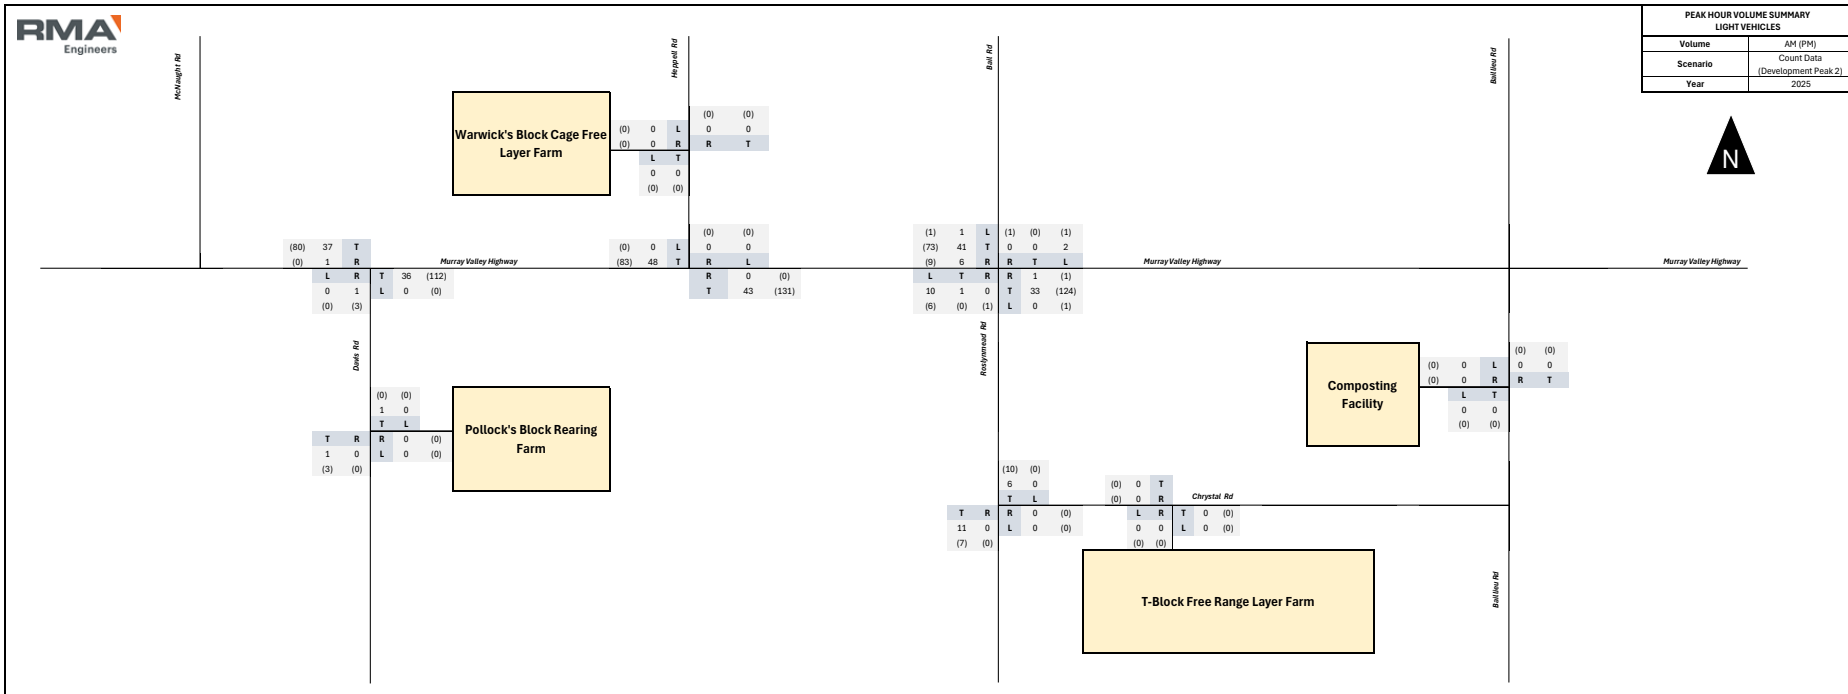 RMA
Engineers
PEAK HOUR VOLUME SUMMARY
LIGHT VEHICLES
Volume AM (PM)
Scenario Count Data
(Development Peak 2)
Year 2025
McNaught Rd
Heppell Rd
Ball Rd
Baillieu Rd
N
Warwick's Block Cage Free
Layer Farm
(0) (0)
(0) 0 L 0 0
(0) 0 R R T
L T
0 0
(0) (0)
(80) 37 T
(0) 1 R
Murray Valley Highway
L R T 36 (112)
0 1 L 0 (0)
(0) (3)
(0) (0)
(0) 0 L 0 0
(83) 48 T R L
R 0 (0)
T 43 (131)
(1) 1 L (1) (0) (1)
(73) 41 T 0 0 2
(9) 6 R R T L
L T R R 1 (1)
10 1 0 T 33 (124)
(6) (0) (1) L 0 (1)
Murray Valley Highway
Murray Valley Highway
Davis Rd
Roslynmead Rd
(0) (0)
1 0
T L
T R R 0 (0)
1 0 L 0 (0)
(3) (0)
Pollock's Block Rearing
Farm
Composting
Facility
(0) (0)
(0) 0 L 0 0
(0) 0 R R T
L T
0 0
(0) (0)
(10) (0)
6 0
T L
T R R 0 (0)
11 0 L 0 (0)
(7) (0)
(0) 0 T
(0) 0 R
Chrystal Rd
L R T 0 (0)
0 0 L 0 (0)
(0) (0)
T-Block Free Range Layer Farm
Baillieu Rd